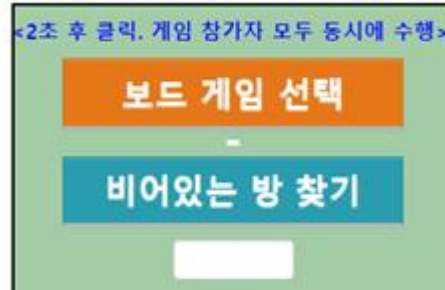 <2초 후 클릭. 게임 참가자 모두 동시에 수행>
보드 게임 선택
-
비어있는 방 찾기